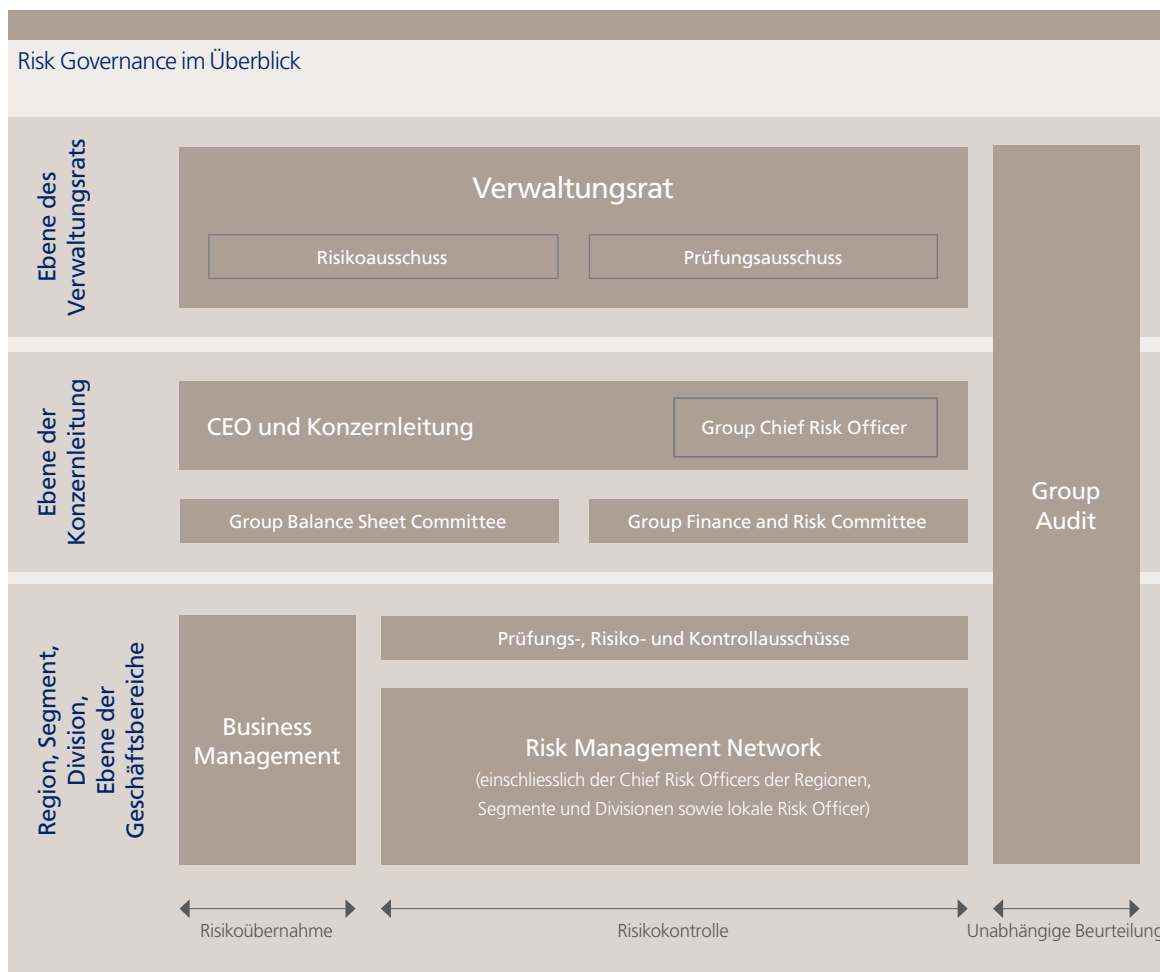 Risk Governance im Überblick
Ebene des
Verwaltungsrats
Verwaltungsrat
Risikoausschuss
Prüfungsausschuss
Ebene der
Konzernleitung
CEO und Konzernleitung
Group Chief Risk Officer
Group Balance Sheet Committee
Group Finance and Risk Committee
Group
Audit
Region, Segment,
Division,
Ebene der
Geschäftsbereiche
Business
Management
Prüfungs-, Risiko- und Kontrollausschüsse
Risk Management Network
(einschliesslich der Chief Risk Officers der Regionen,
Segmente und Divisionen sowie lokale Risk Officer)
Risikoübernahme
Risikokontrolle
Unabhängige Beurteilung